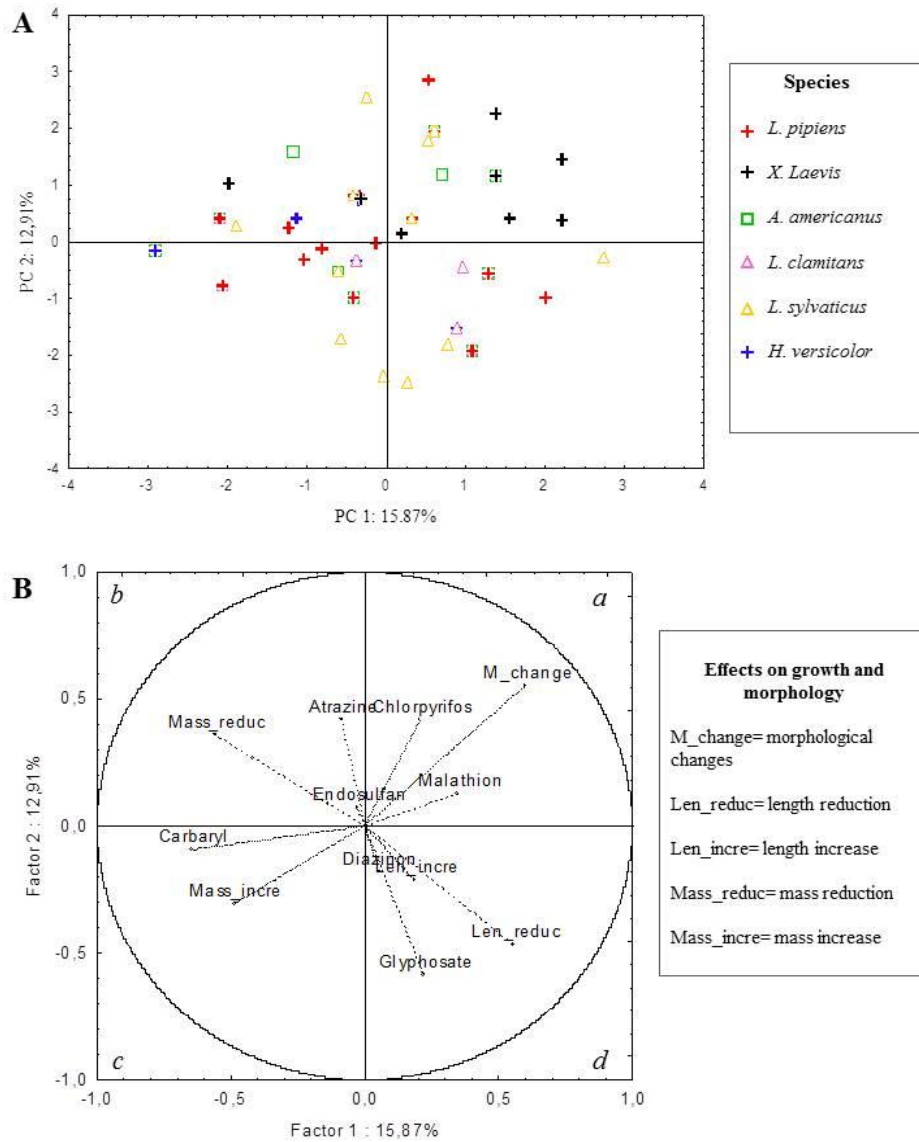 A
4
3
2
1
0
-1
-2
-3
-4
PC 2: 12,91%
-4
-3
-2
-1
0
1
2
3
4
PC 1: 15.87%
Species
L. pipiens
X. Laevis
A. americanus
L. clamitans
L. sylvaticus
H. versicolor
B
1,0
0,5
0,0
-0,5
-1,0
Factor 2 : 12,91%
b
a
M_change
Atrazine
Chlorpyrifos
Mass_reduc
Malathion
Endosulfan
Carbaryl
Diazinon
Len_incre
Mass_incre
Len_reduc
Glyphosate
c
d
-1,0
-0,5
0,0
0,5
1,0
Factor 1 : 15,87%
Effects on growth and
morphology
M_change= morphological
changes
Len_reduc= length reduction
Len_incre= length increase
Mass_reduc= mass reduction
Mass_incre= mass increase